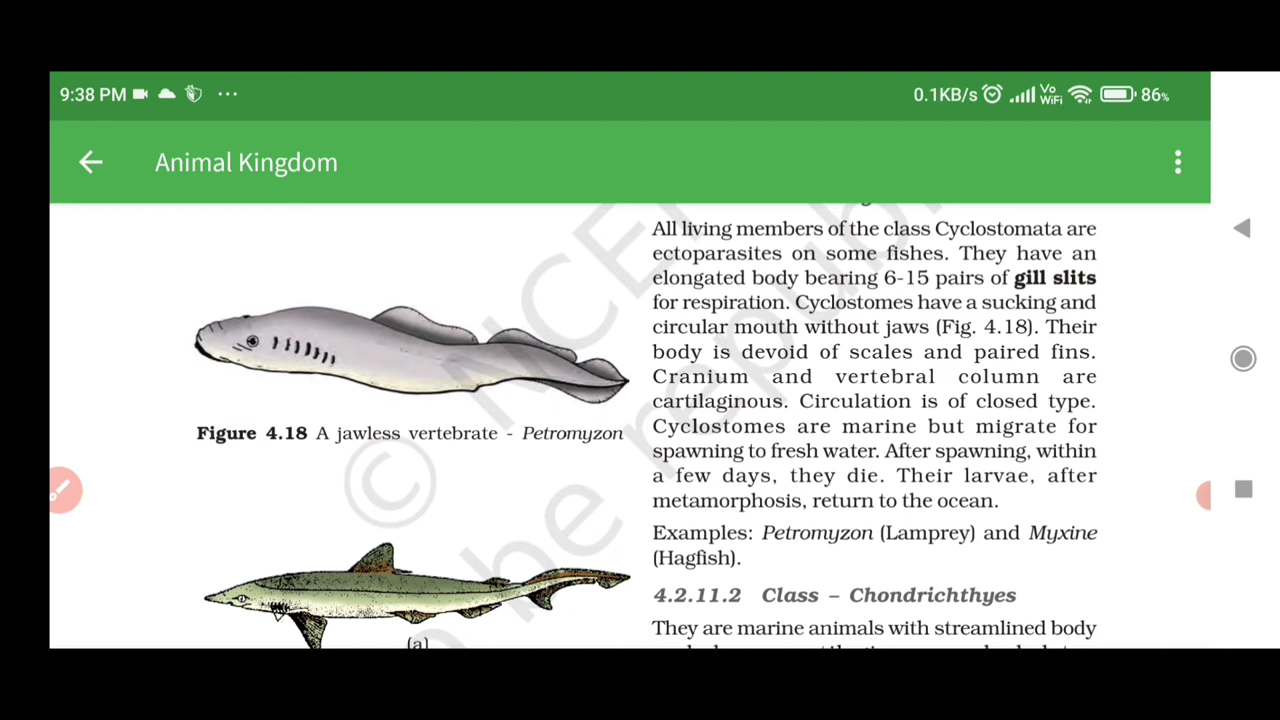 9:38 PM ...
0.1KB/s Vo WiFi 86%
Animal Kingdom
All living members of the class Cyclostomata are
ectoparasites on some fishes. They have an
elongated body bearing 6-15 pairs of gill slits
for respiration. Cyclostomes have a sucking and
circular mouth without jaws (Fig. 4.18). Their
body is devoid of scales and paired fins.
Cranium and vertebral column are
cartilaginous. Circulation is of closed type.
Cyclostomes are marine but migrate for
spawning to fresh water. After spawning, within
a few days, they die. Their larvae, after
metamorphosis, return to the ocean.
Examples: Petromyzon (Lamprey) and Myxine
(Hagfish).
4.2.11.2 Class – Chondrichthyes
They are marine animals with streamlined body
Figure 4.18 A jawless vertebrate - Petromyzon
(a)
© NCE
be republi